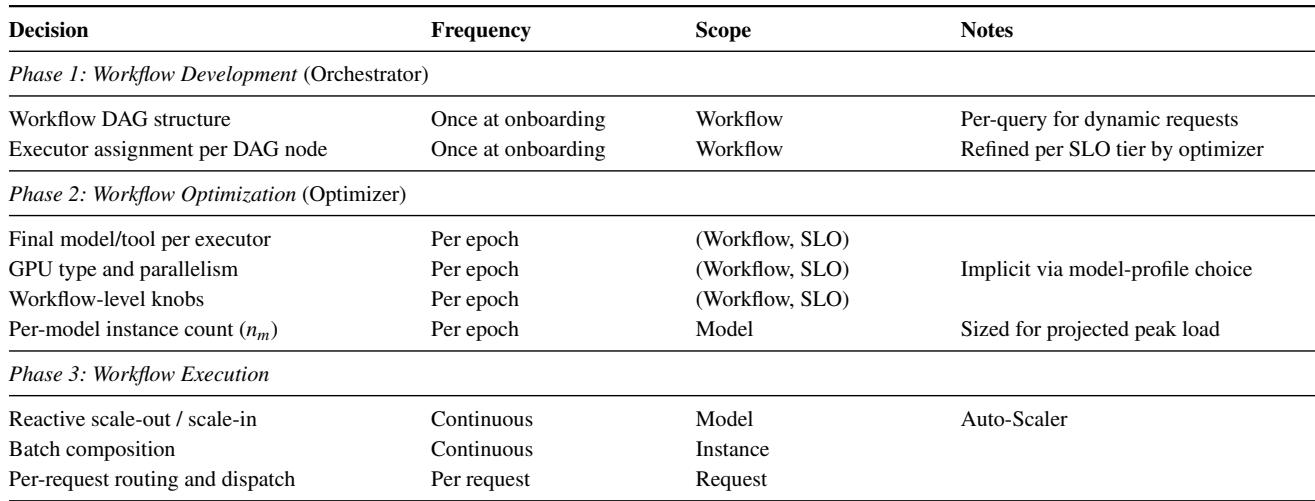 Decision Frequency Scope Notes
Phase 1: Workflow Development (Orchestrator)
Workflow DAG structure Once at onboarding Workflow Per-query for dynamic requests
Executor assignment per DAG node Once at onboarding Workflow Refined per SLO tier by optimizer
Phase 2: Workflow Optimization (Optimizer)
Final model/tool per executor Per epoch (Workflow, SLO)
GPU type and parallelism Per epoch (Workflow, SLO) Implicit via model-profile choice
Workflow-level knobs Per epoch (Workflow, SLO)
Per-model instance count (nm) Per epoch Model Sized for projected peak load
Phase 3: Workflow Execution
Reactive scale-out / scale-in Continuous Model Auto-Scaler
Batch composition Continuous Instance
Per-request routing and dispatch Per request Request